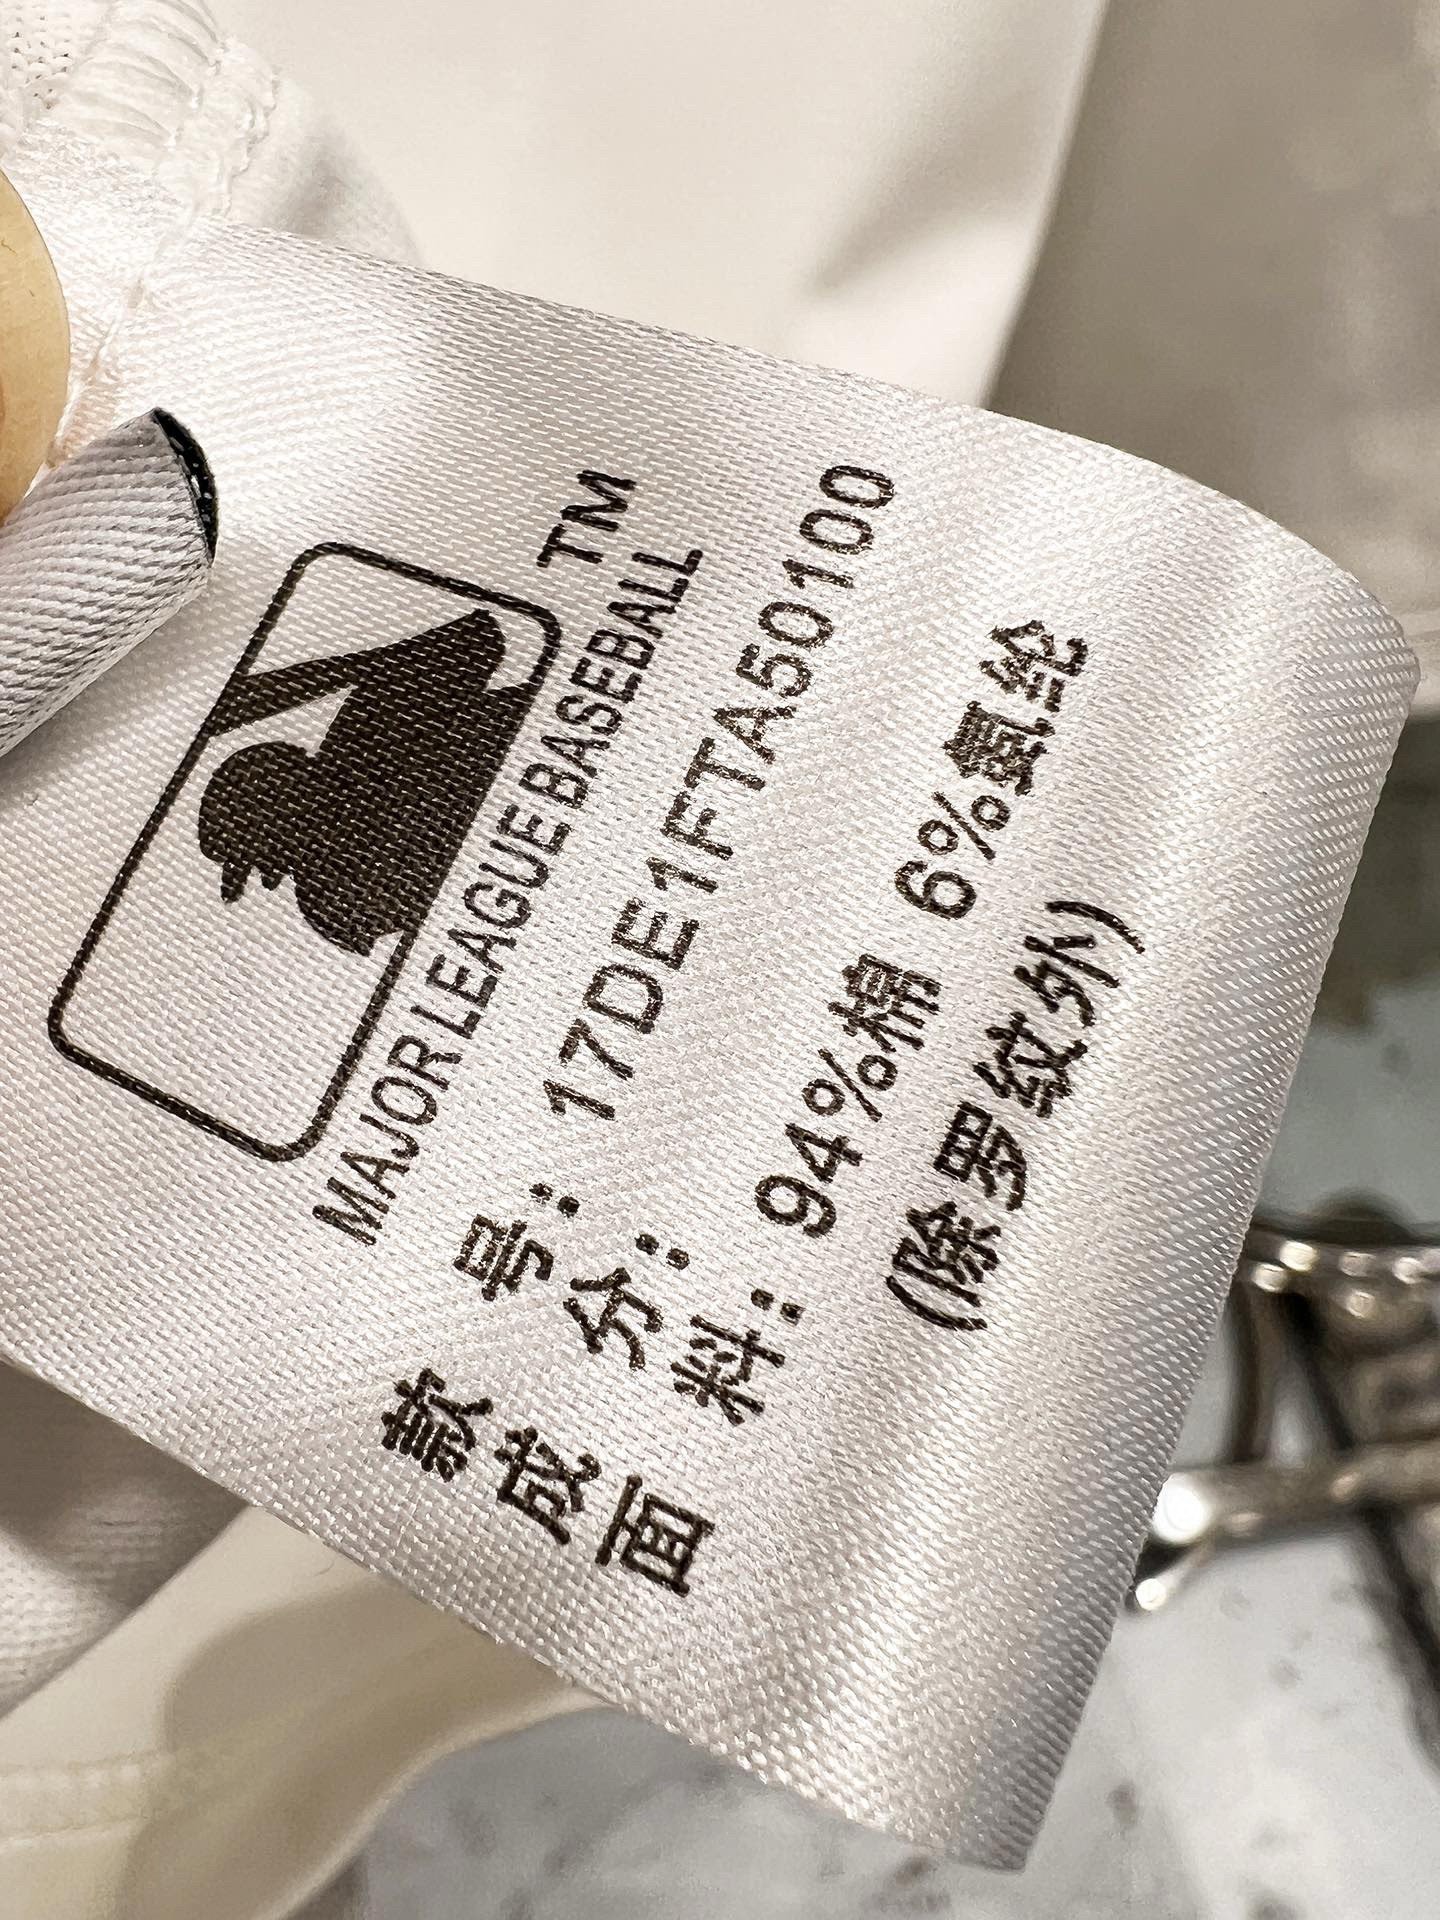 TM
MAJOR LEAGUE BASEBALL
款 号: 17DE1FTA50100
成 分:
面 料: 94%棉 6%氨纶
(除罗纹外)